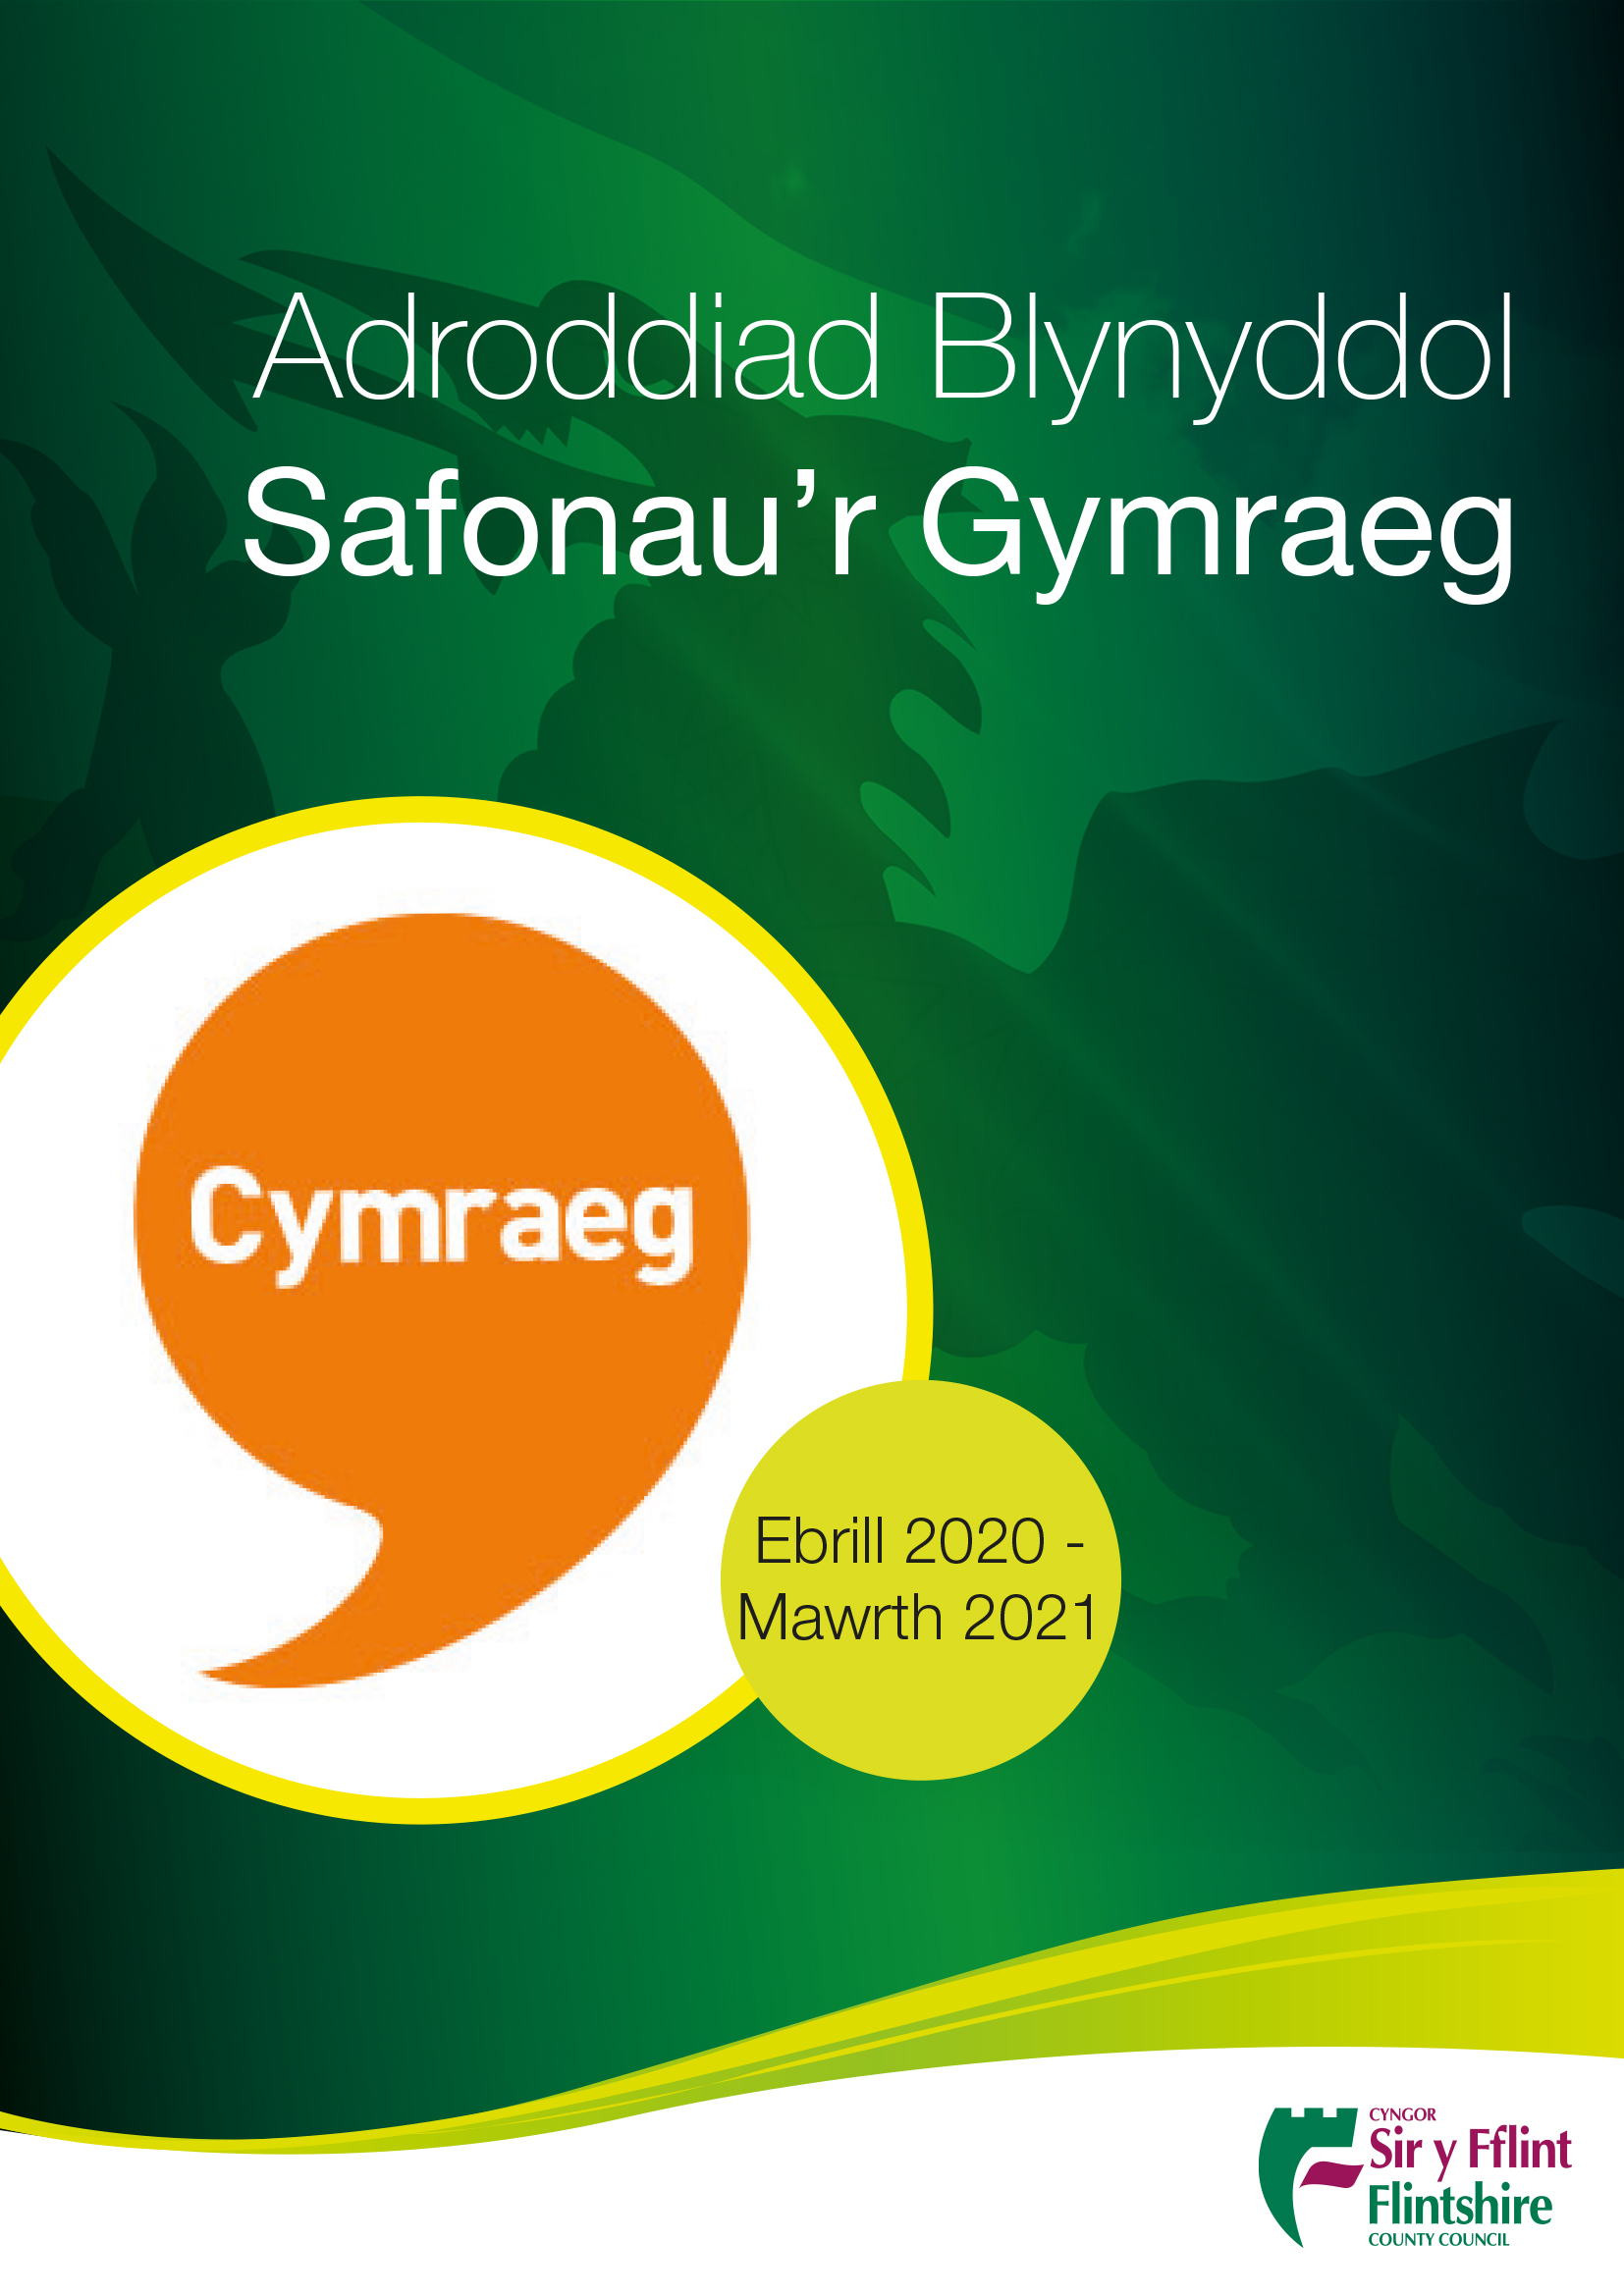 Adroddiad Blynyddol
Safonau’r Gymraeg
Cymraeg
Ebrill 2020 -
Mawrth 2021
CYNGOR
Sir y Fflint
Flintshire
COUNTY COUNCIL